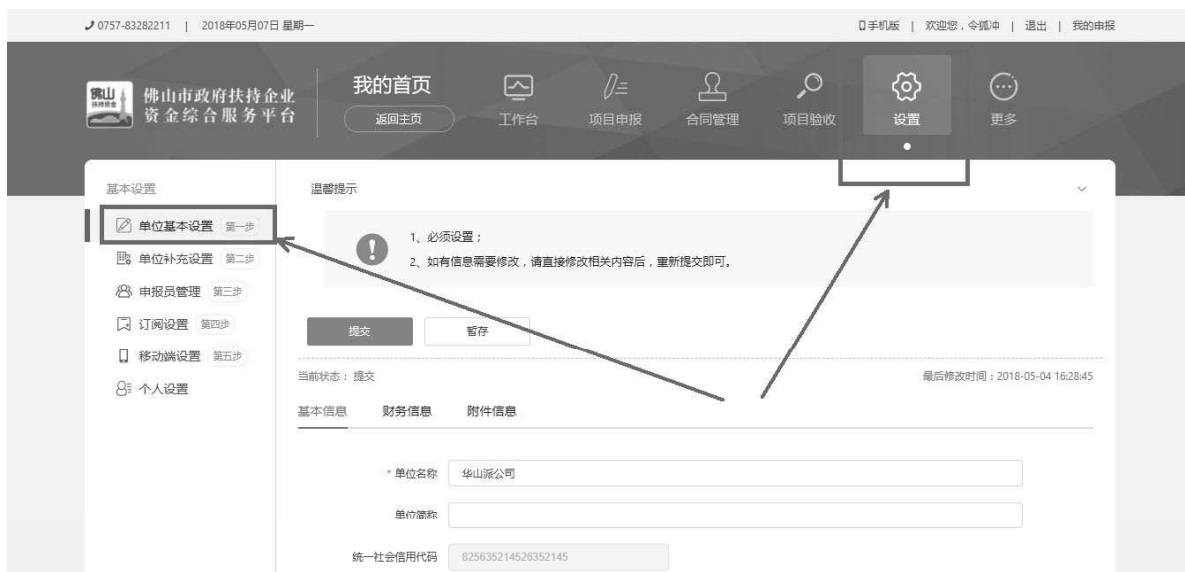 0757-83282211 | 2018年05月07日 星期一
手机版 | 欢迎您，令狐冲 | 退出 | 我的申报
佛山
扶持资金
佛山市政府扶持企业
资金综合服务平台
我的首页
返回主页
工作台
项目申报
合同管理
项目验收
设置
更多
基本设置
单位基本设置 第一步
单位补充设置 第二步
申报员管理 第三步
订阅设置 第四步
移动端设置 第五步
个人设置
温馨提示
1、必须设置；
2、如有信息需要修改，请直接修改相关内容后，重新提交即可。
提交 暂存
当前状态：提交
最后修改时间：2018-05-04 16:28:45
基本信息 财务信息 附件信息
* 单位名称 华山派公司
单位简称
统一社会信用代码 825635214526352145